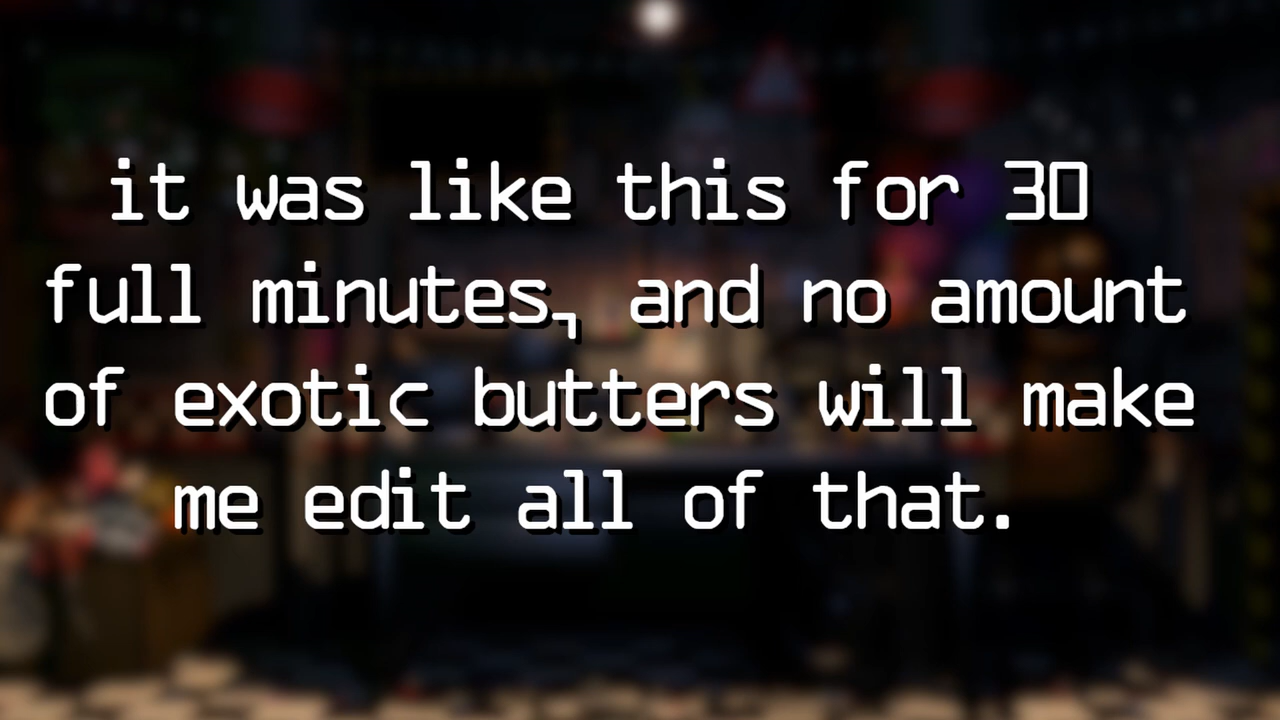 it was like this for 30
full minutes, and no amount
of exotic butters will make
me edit all of that.